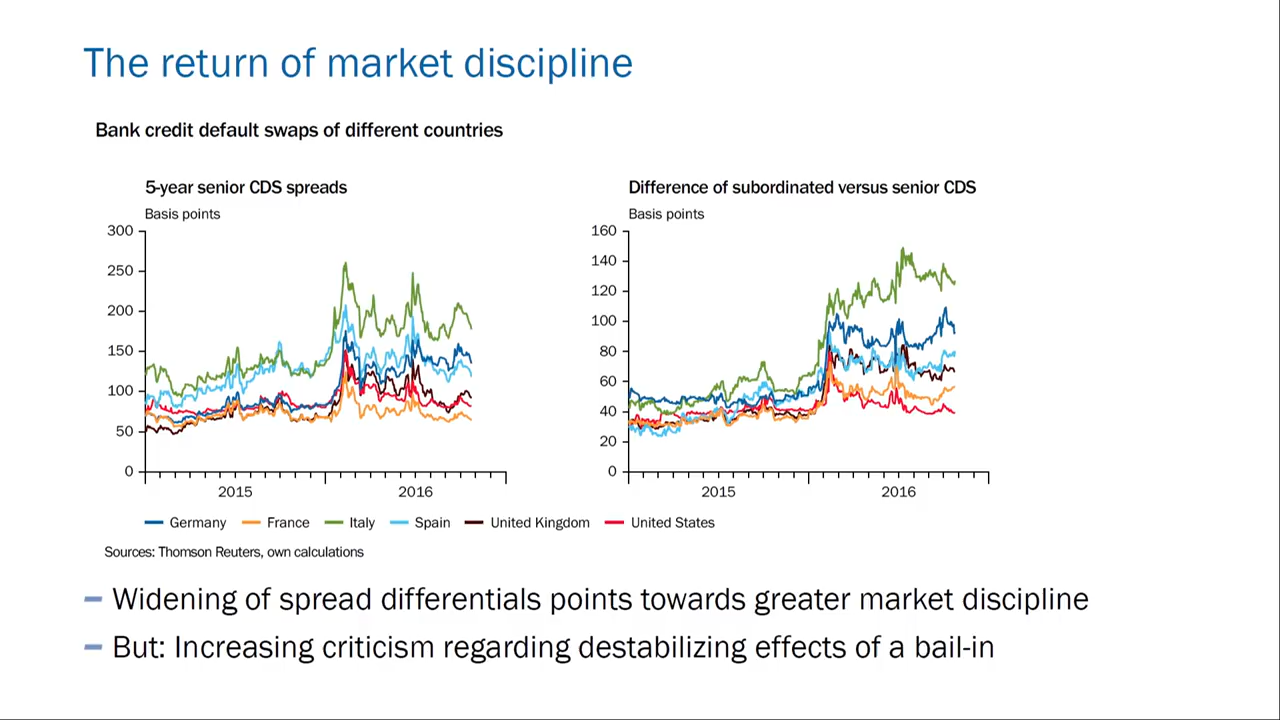 The return of market discipline
Bank credit default swaps of different countries
5-year senior CDS spreads
Basis points
300
250
200
150
100
50
0
2015
2016
Difference of subordinated versus senior CDS
Basis points
160
140
120
100
80
60
40
20
0
2015
2016
Germany France Italy Spain United Kingdom United States
Sources: Thomson Reuters, own calculations
– Widening of spread differentials points towards greater market discipline
– But: Increasing criticism regarding destabilizing effects of a bail-in